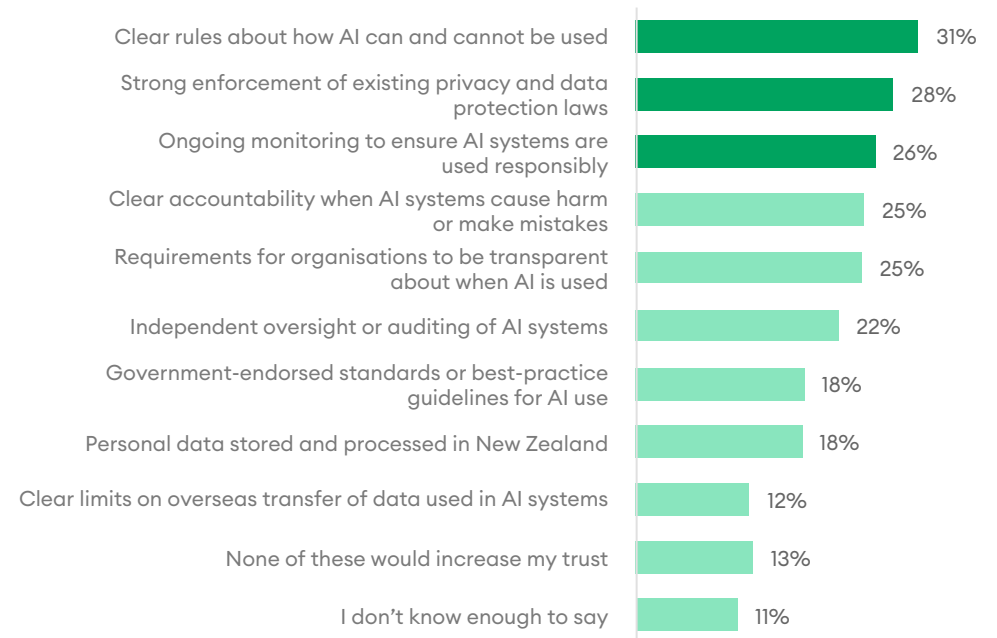 Clear rules about how AI can and cannot be used 31%
Strong enforcement of existing privacy and data
protection laws 28%
Ongoing monitoring to ensure AI systems are
used responsibly 26%
Clear accountability when AI systems cause harm
or make mistakes 25%
Requirements for organisations to be transparent
about when AI is used 25%
Independent oversight or auditing of AI systems 22%
Government-endorsed standards or best-practice
guidelines for AI use 18%
Personal data stored and processed in New Zealand 18%
Clear limits on overseas transfer of data used in AI systems 12%
None of these would increase my trust 13%
I don’t know enough to say 11%